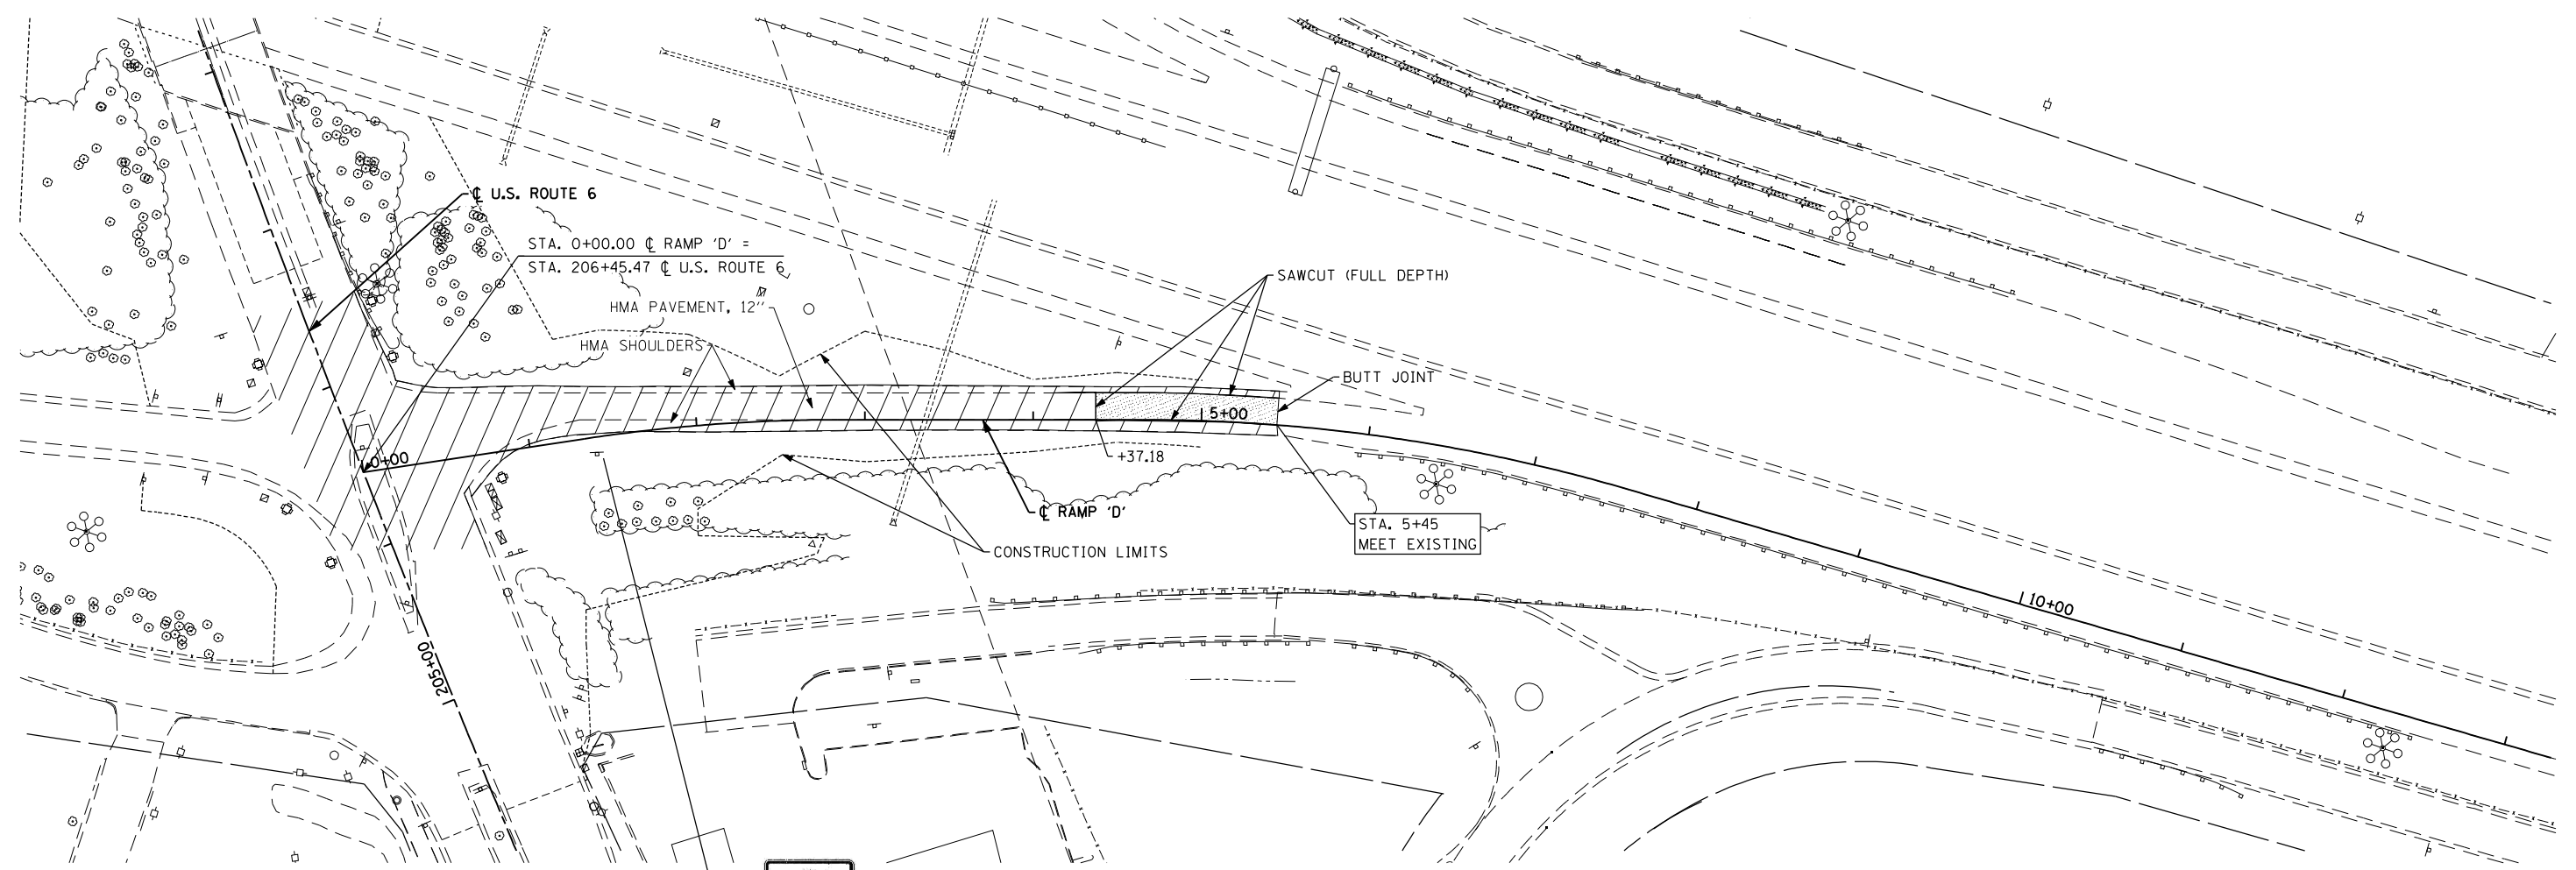 ℄ U.S. ROUTE 6
STA. 0+00.00 ℄ RAMP 'D' =
STA. 206+45.47 ℄ U.S. ROUTE 6
HMA PAVEMENT, 12"
HMA SHOULDERS
SAWCUT (FULL DEPTH)
BUTT JOINT
5+00
+37.18
0+00
℄ RAMP 'D'
STA. 5+45
MEET EXISTING
CONSTRUCTION LIMITS
10+00
205+00